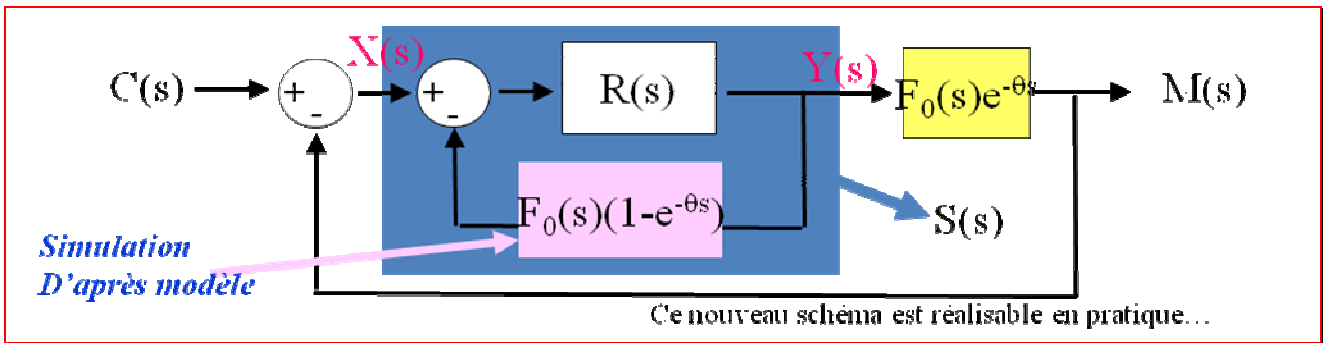 X(s)
Y(s)
C(s)
+
-
+
-
R(s)
F₀(s)e⁻θˢ
M(s)
F₀(s)(1-e⁻θˢ)
S(s)
Simulation
D'après modèle
Ce nouveau schéma est réalisable en pratique…